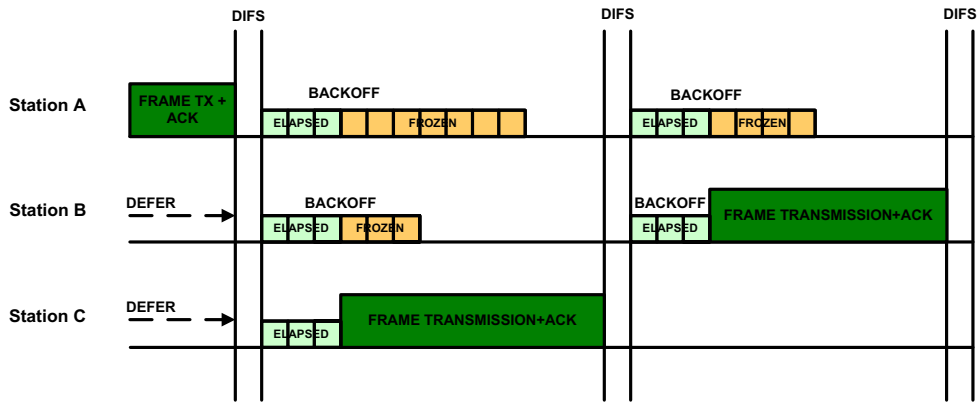 DIFS DIFS DIFS
BACKOFF BACKOFF
Station A FRAME TX +
ACK
ELAPSED FROZEN ELAPSED FROZEN
Station B DEFER BACKOFF BACKOFF FRAME TRANSMISSION+ACK
ELAPSED FROZEN ELAPSED
Station C DEFER FRAME TRANSMISSION+ACK
ELAPSED